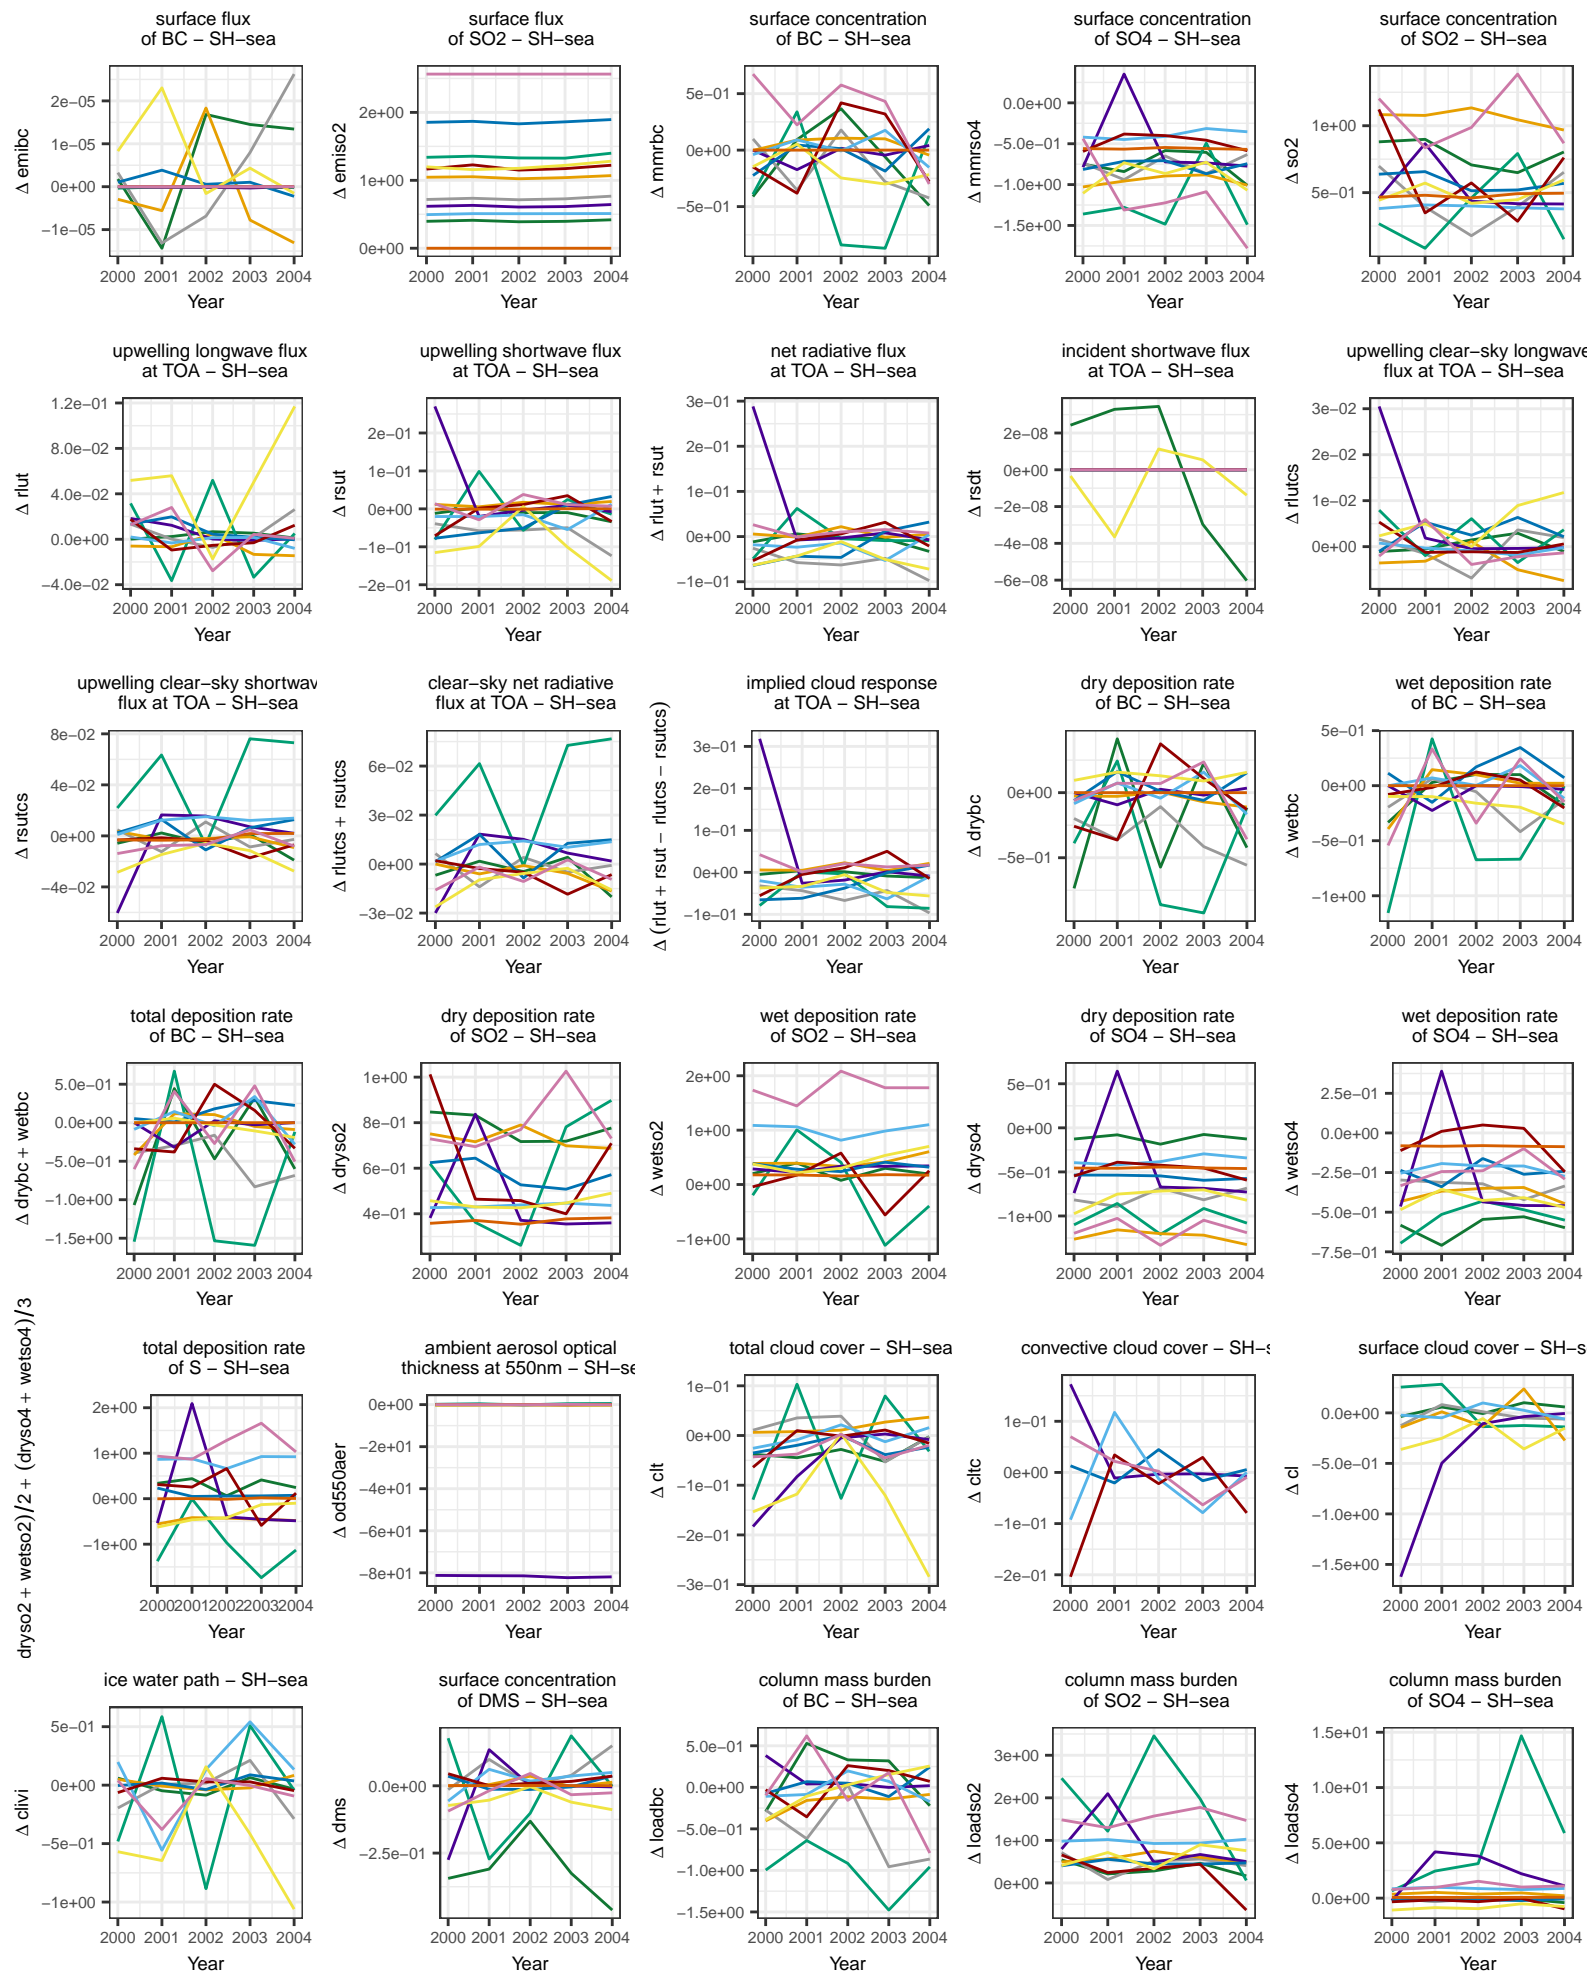 surface flux
of BC − SH−sea
surface flux
of SO2 − SH−sea
surface concentration
of BC − SH−sea
surface concentration
of SO4 − SH−sea
surface concentration
of SO2 − SH−sea
Δ emibc
2e−05
1e−05
0e+00
−1e−05
2000 2001 2002 2003 2004
Year
Δ emiso2
2e+00
1e+00
0e+00
2000 2001 2002 2003 2004
Year
Δ mmrbc
5e−01
0e+00
−5e−01
2000 2001 2002 2003 2004
Year
Δ mmrso4
0.0e+00
−5.0e−01
−1.0e+00
−1.5e+00
2000 2001 2002 2003 2004
Year
Δ so2
1e+00
5e−01
2000 2001 2002 2003 2004
Year
upwelling longwave flux
at TOA − SH−sea
upwelling shortwave flux
at TOA − SH−sea
net radiative flux
at TOA − SH−sea
incident shortwave flux
at TOA − SH−sea
upwelling clear−sky longwave
flux at TOA − SH−sea
Δ rlut
1.2e−01
8.0e−02
4.0e−02
0.0e+00
−4.0e−02
2000 2001 2002 2003 2004
Year
Δ rsut
2e−01
1e−01
0e+00
−1e−01
−2e−01
2000 2001 2002 2003 2004
Year
Δ rlut + rsut
3e−01
2e−01
1e−01
0e+00
−1e−01
2000 2001 2002 2003 2004
Year
Δ rsdt
2e−08
0e+00
−2e−08
−4e−08
−6e−08
2000 2001 2002 2003 2004
Year
Δ rlutcs
3e−02
2e−02
1e−02
0e+00
2000 2001 2002 2003 2004
Year
upwelling clear−sky shortwav
flux at TOA − SH−sea
clear−sky net radiative
flux at TOA − SH−sea
implied cloud response
at TOA − SH−sea
dry deposition rate
of BC − SH−sea
wet deposition rate
of BC − SH−sea
Δ rsutcs
8e−02
4e−02
0e+00
−4e−02
2000 2001 2002 2003 2004
Year
Δ rlutcs + rsutcs
6e−02
3e−02
0e+00
−3e−02
2000 2001 2002 2003 2004
Year
Δ (rlut + rsut − rlutcs − rsutcs)
3e−01
2e−01
1e−01
0e+00
−1e−01
2000 2001 2002 2003 2004
Year
Δ drybc
0e+00
−5e−01
2000 2001 2002 2003 2004
Year
Δ wetbc
5e−01
0e+00
−5e−01
−1e+00
2000 2001 2002 2003 2004
Year
total deposition rate
of BC − SH−sea
dry deposition rate
of SO2 − SH−sea
wet deposition rate
of SO2 − SH−sea
dry deposition rate
of SO4 − SH−sea
wet deposition rate
of SO4 − SH−sea
Δ drybc + wetbc
5.0e−01
0.0e+00
−5.0e−01
−1.0e+00
−1.5e+00
2000 2001 2002 2003 2004
Year
Δ dryso2
1e+00
8e−01
6e−01
4e−01
2000 2001 2002 2003 2004
Year
Δ wetso2
2e+00
1e+00
0e+00
−1e+00
2000 2001 2002 2003 2004
Year
Δ dryso4
5e−01
0e+00
−5e−01
−1e+00
2000 2001 2002 2003 2004
Year
Δ wetso4
2.5e−01
0.0e+00
−2.5e−01
−5.0e−01
−7.5e−01
2000 2001 2002 2003 2004
Year
total deposition rate
of S − SH−sea
ambient aerosol optical
thickness at 550nm − SH−se
total cloud cover − SH−sea
convective cloud cover − SH−s
surface cloud cover − SH−s
dryso2 + wetso2)/2 + (dryso4 + wetso4)/3
2e+00
1e+00
0e+00
−1e+00
2000 2001 2002 2003 2004
Year
Δ od550aer
0e+00
−2e+01
−4e+01
−6e+01
−8e+01
2000 2001 2002 2003 2004
Year
Δ clt
1e−01
0e+00
−1e−01
−2e−01
−3e−01
2000 2001 2002 2003 2004
Year
Δ cltc
1e−01
0e+00
−1e−01
−2e−01
2000 2001 2002 2003 2004
Year
Δ cl
0.0e+00
−5.0e−01
−1.0e+00
−1.5e+00
2000 2001 2002 2003 2004
Year
ice water path − SH−sea
surface concentration
of DMS − SH−sea
column mass burden
of BC − SH−sea
column mass burden
of SO2 − SH−sea
column mass burden
of SO4 − SH−sea
Δ clivi
5e−01
0e+00
−5e−01
−1e+00
2000 2001 2002 2003 2004
Year
Δ dms
0.0e+00
−2.5e−01
2000 2001 2002 2003 2004
Year
Δ loadbc
5.0e−01
0.0e+00
−5.0e−01
−1.0e+00
−1.5e+00
2000 2001 2002 2003 2004
Year
Δ loadso2
3e+00
2e+00
1e+00
0e+00
2000 2001 2002 2003 2004
Year
Δ loadso4
1.5e+01
1.0e+01
5.0e+00
0.0e+00
2000 2001 2002 2003 2004
Year